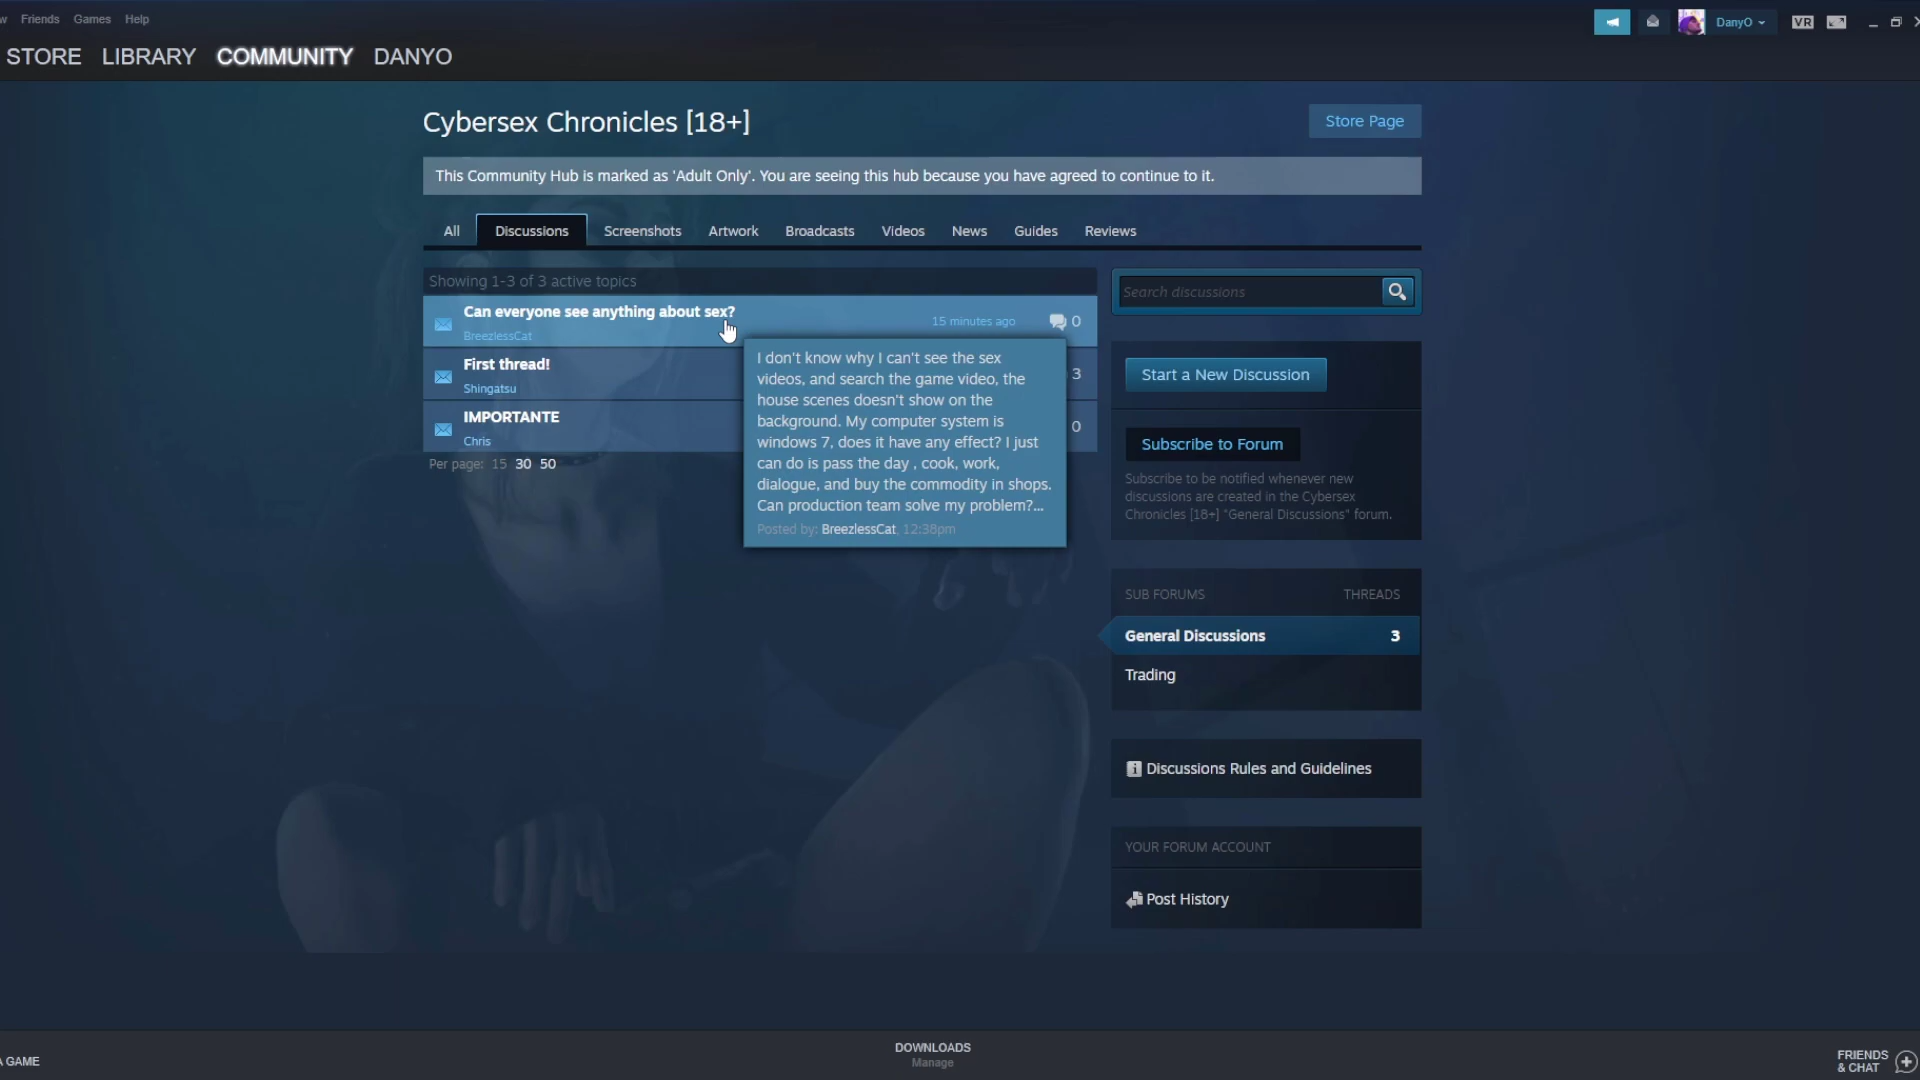 Friends Games Help
DanyO
VR
STORE LIBRARY COMMUNITY DANYO
Cybersex Chronicles [18+]
Store Page
This Community Hub is marked as 'Adult Only'. You are seeing this hub because you have agreed to continue to it.
All Discussions Screenshots Artwork Broadcasts Videos News Guides Reviews
Showing 1-3 of 3 active topics
Can everyone see anything about sex?
BreezlessCat
15 minutes ago
0
First thread!
Shingatsu
3
IMPORTANTE
Chris
0
Per page: 15 30 50
I don't know why I can't see the sex
videos, and search the game video, the
house scenes doesn't show on the
background. My computer system is
windows 7, does it have any effect? I just
can do is pass the day , cook, work,
dialogue, and buy the commodity in shops.
Can production team solve my problem?...
Posted by: BreezlessCat, 12:38pm
Search discussions
Start a New Discussion
Subscribe to Forum
Subscribe to be notified whenever new
discussions are created in the Cybersex
Chronicles [18+] "General Discussions" forum.
SUB FORUMS THREADS
General Discussions 3
Trading
Discussions Rules and Guidelines
YOUR FORUM ACCOUNT
Post History
A GAME
DOWNLOADS
Manage
FRIENDS
& CHAT